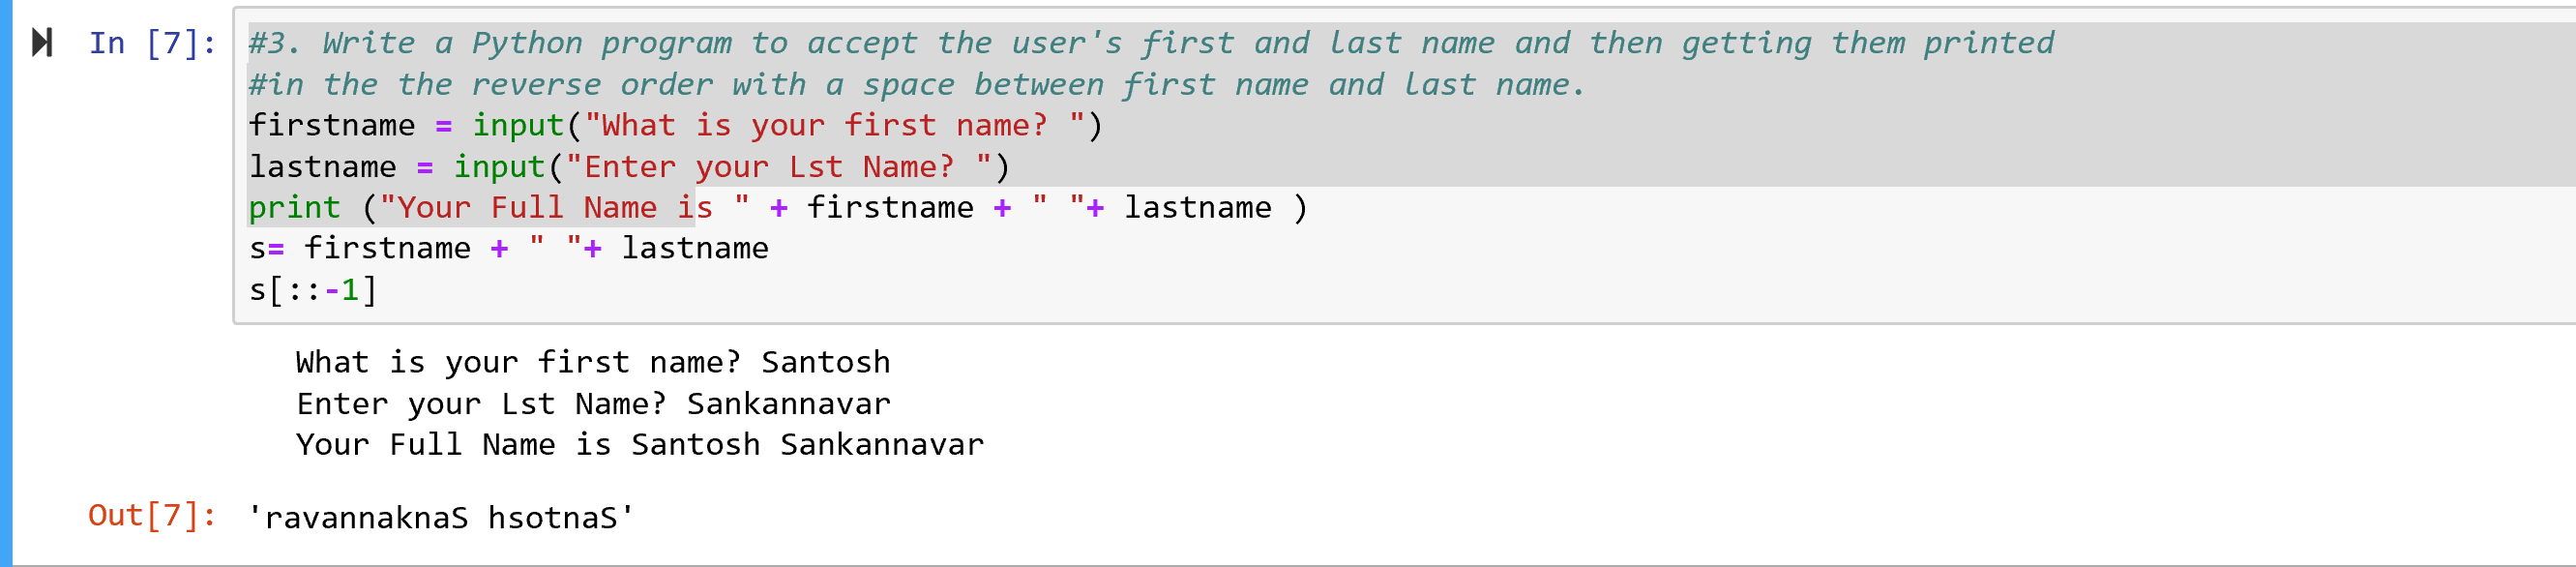 In [7]: #3. Write a Python program to accept the user's first and last name and then getting them printed
#in the the reverse order with a space between first name and last name.
firstname = input("What is your first name? ")
lastname = input("Enter your Lst Name? ")
print ("Your Full Name is " + firstname + " "+ lastname )
s= firstname + " "+ lastname
s[::-1]
What is your first name? Santosh
Enter your Lst Name? Sankannavar
Your Full Name is Santosh Sankannavar
Out[7]: 'ravannaknaS hsotnaS'